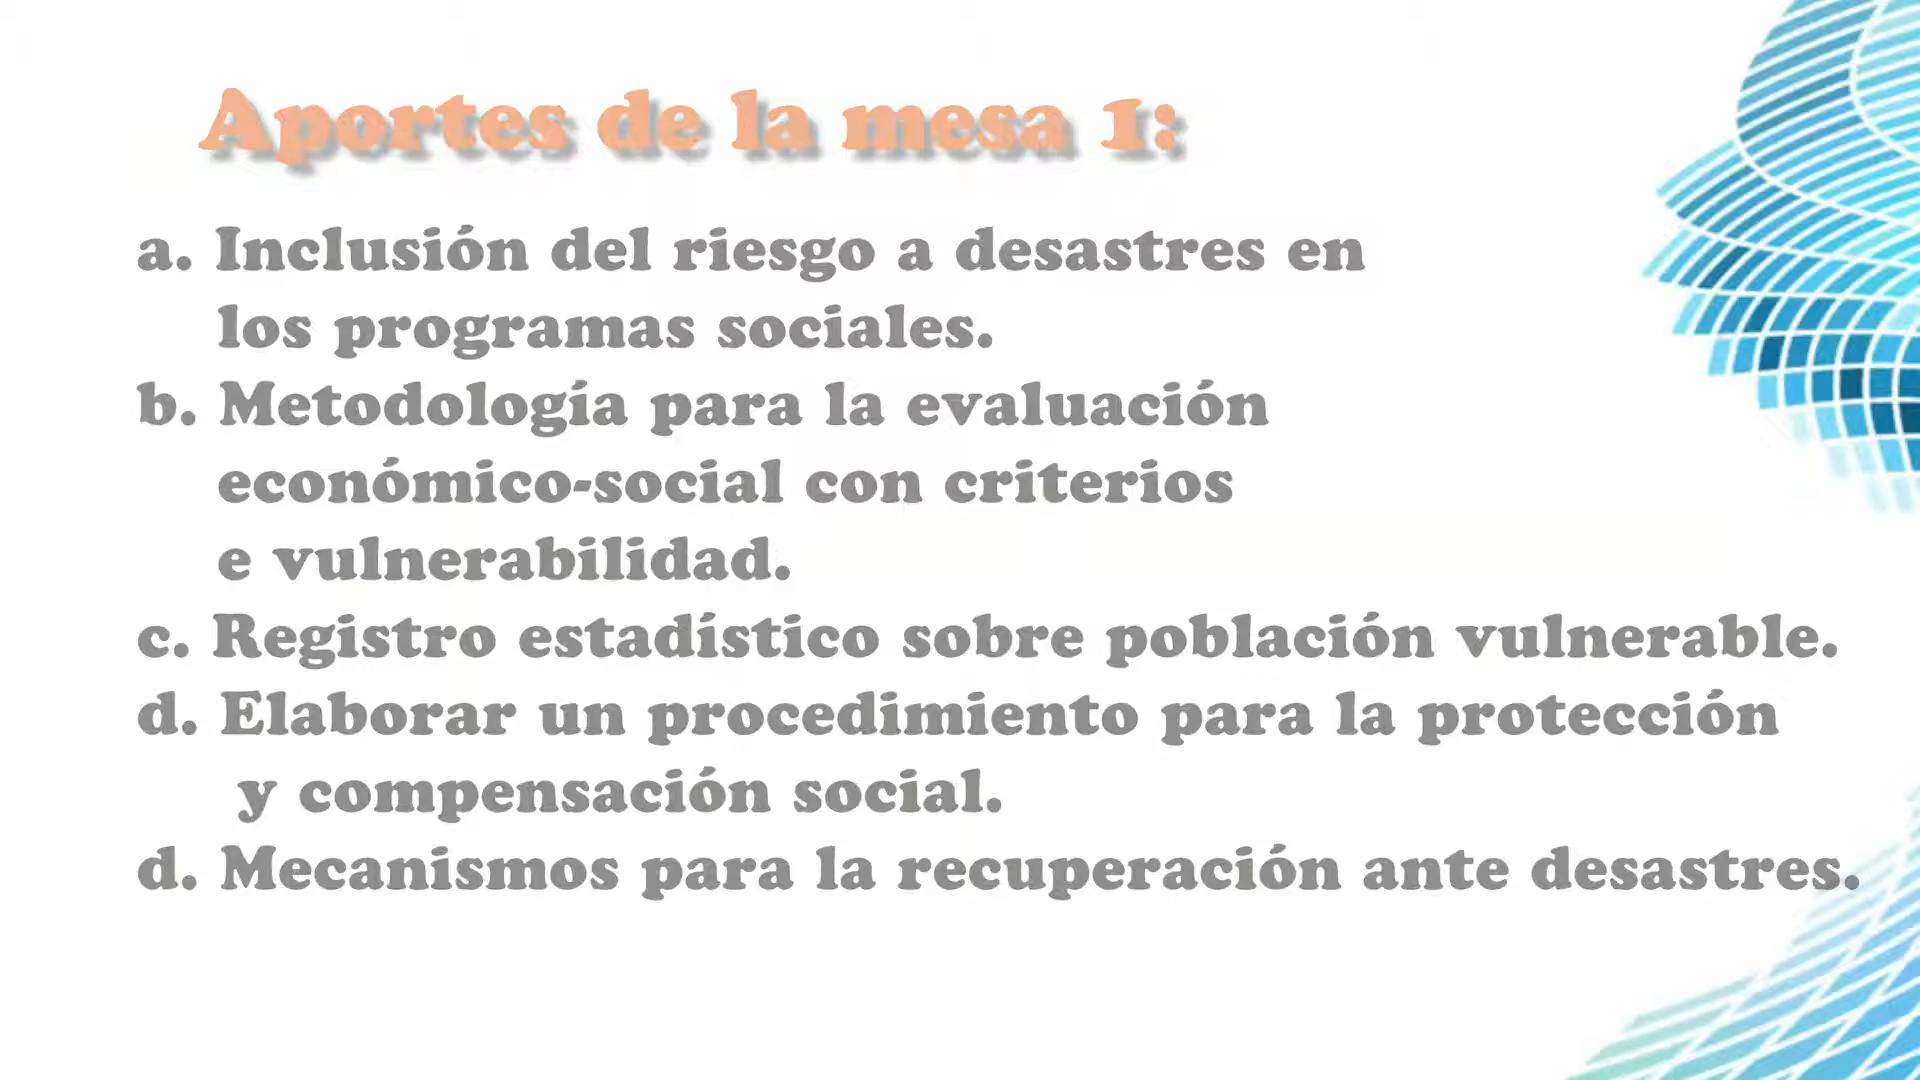 Aportes de la mesa 1:
a. Inclusión del riesgo a desastres en
los programas sociales.
b. Metodología para la evaluación
económico-social con criterios
e vulnerabilidad.
c. Registro estadístico sobre población vulnerable.
d. Elaborar un procedimiento para la protección
y compensación social.
d. Mecanismos para la recuperación ante desastres.